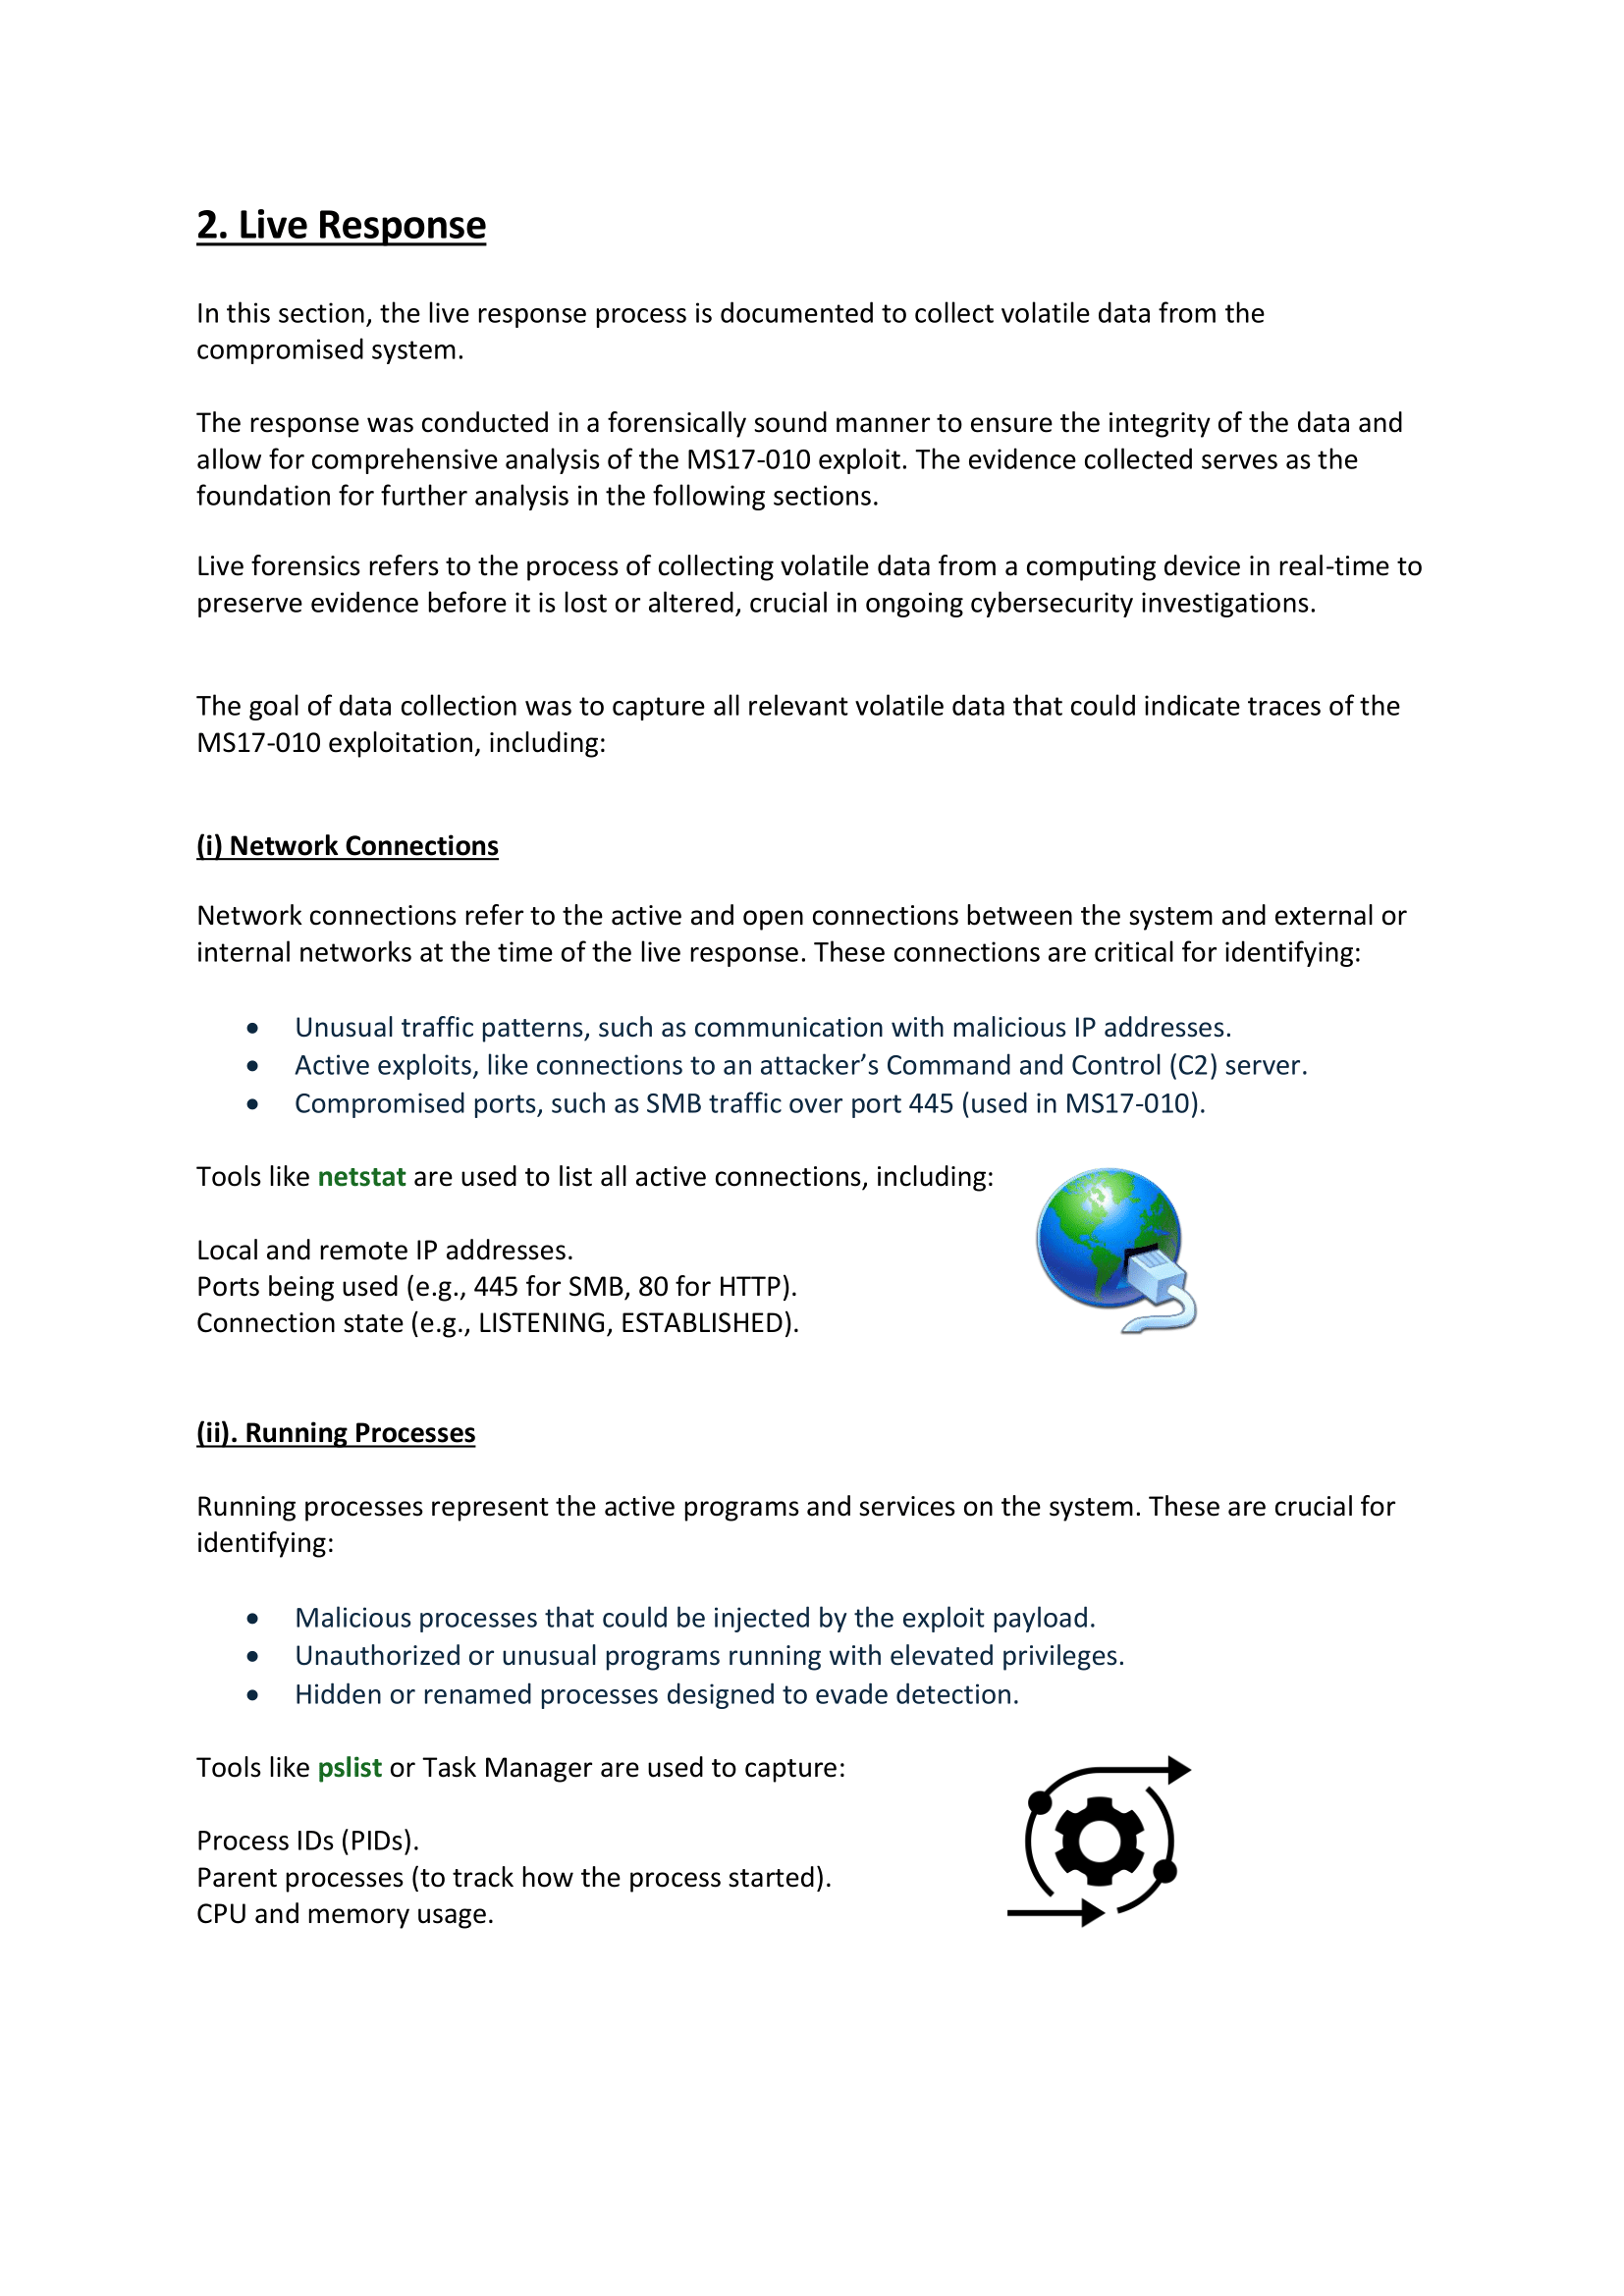 2. Live Response
In this section, the live response process is documented to collect volatile data from the
compromised system.
The response was conducted in a forensically sound manner to ensure the integrity of the data and
allow for comprehensive analysis of the MS17-010 exploit. The evidence collected serves as the
foundation for further analysis in the following sections.
Live forensics refers to the process of collecting volatile data from a computing device in real-time to
preserve evidence before it is lost or altered, crucial in ongoing cybersecurity investigations.
The goal of data collection was to capture all relevant volatile data that could indicate traces of the
MS17-010 exploitation, including:
(i) Network Connections
Network connections refer to the active and open connections between the system and external or
internal networks at the time of the live response. These connections are critical for identifying:
• Unusual traffic patterns, such as communication with malicious IP addresses.
• Active exploits, like connections to an attacker’s Command and Control (C2) server.
• Compromised ports, such as SMB traffic over port 445 (used in MS17-010).
Tools like netstat are used to list all active connections, including:
Local and remote IP addresses.
Ports being used (e.g., 445 for SMB, 80 for HTTP).
Connection state (e.g., LISTENING, ESTABLISHED).
(ii). Running Processes
Running processes represent the active programs and services on the system. These are crucial for
identifying:
• Malicious processes that could be injected by the exploit payload.
• Unauthorized or unusual programs running with elevated privileges.
• Hidden or renamed processes designed to evade detection.
Tools like pslist or Task Manager are used to capture:
Process IDs (PIDs).
Parent processes (to track how the process started).
CPU and memory usage.